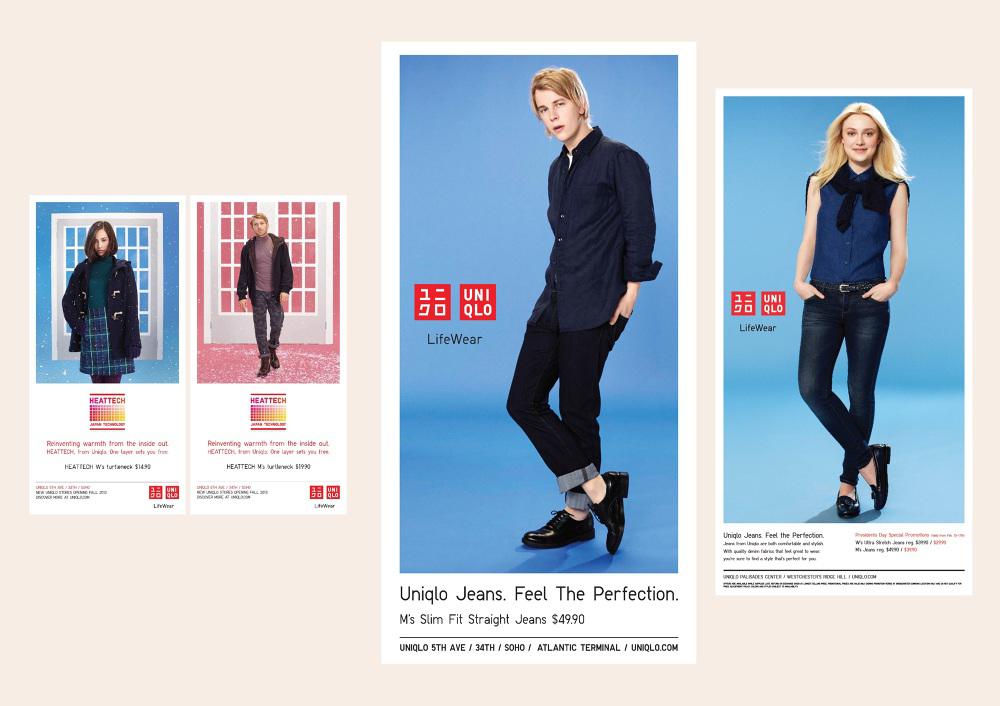 HEATTECH
JAPAN TECHNOLOGY
Reinventing warmth from the inside out.
HEATTECH, from Uniqlo. One layer sets you free.
HEATTECH W's turtleneck $14.90
UNIQLO 5TH AVE / 34TH / SOHO
NEW UNIQLO STORES OPENING FALL 2013
DISCOVER MORE AT UNIQLO.COM
ユニ
クロ
UNI
QLO
LifeWear
HEATTECH
JAPAN TECHNOLOGY
Reinventing warmth from the inside out.
HEATTECH, from Uniqlo. One layer sets you free.
HEATTECH M's turtleneck $19.90
UNIQLO 5TH AVE / 34TH / SOHO
NEW UNIQLO STORES OPENING FALL 2013
DISCOVER MORE AT UNIQLO.COM
ユニ
クロ
UNI
QLO
LifeWear
ユニ
クロ
UNI
QLO
LifeWear
Uniqlo Jeans. Feel The Perfection.
M's Slim Fit Straight Jeans $49.90
UNIQLO 5TH AVE / 34TH / SOHO / ATLANTIC TERMINAL / UNIQLO.COM
ユニ
クロ
UNI
QLO
LifeWear
Uniqlo Jeans. Feel The Perfection.
Jeans from Uniqlo are both comfortable and stylish.
With quality denim fabrics that feel great to wear,
you're sure to find a style that's perfect for you.
Presidents Day Special Promotions
W's Ultra Stretch Jeans reg. $39.90 / $29.90
M's Jeans reg. $49.90 / $39.90
UNIQLO PALISADES CENTER / WESTCHESTER'S RIDGE HILL / UNIQLO.COM